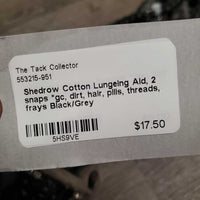 The Tack Collector
553215-951
Shedrow Cotton Lungeing Aid, 2
snaps *gc, dirt, hair, pills, threads,
frays Black/Grey
$17.50
5HS9VE